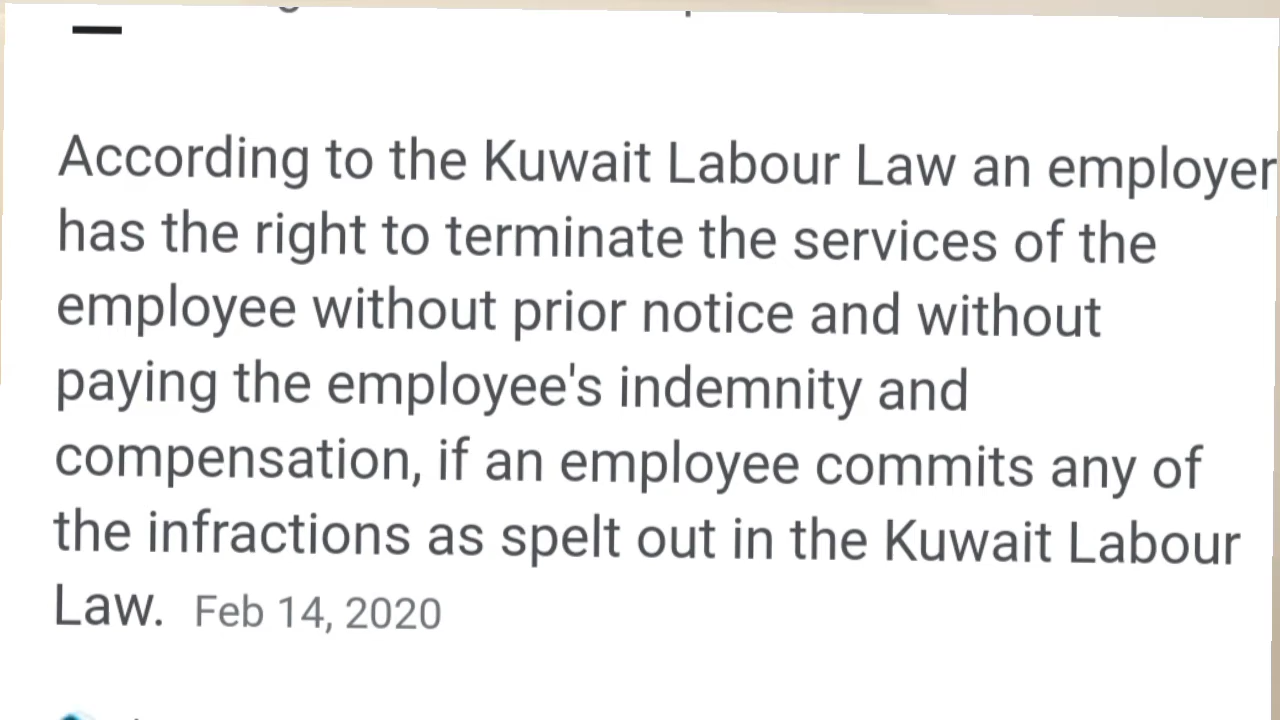 According to the Kuwait Labour Law an employer
has the right to terminate the services of the
employee without prior notice and without
paying the employee's indemnity and
compensation, if an employee commits any of
the infractions as spelt out in the Kuwait Labour
Law. Feb 14, 2020